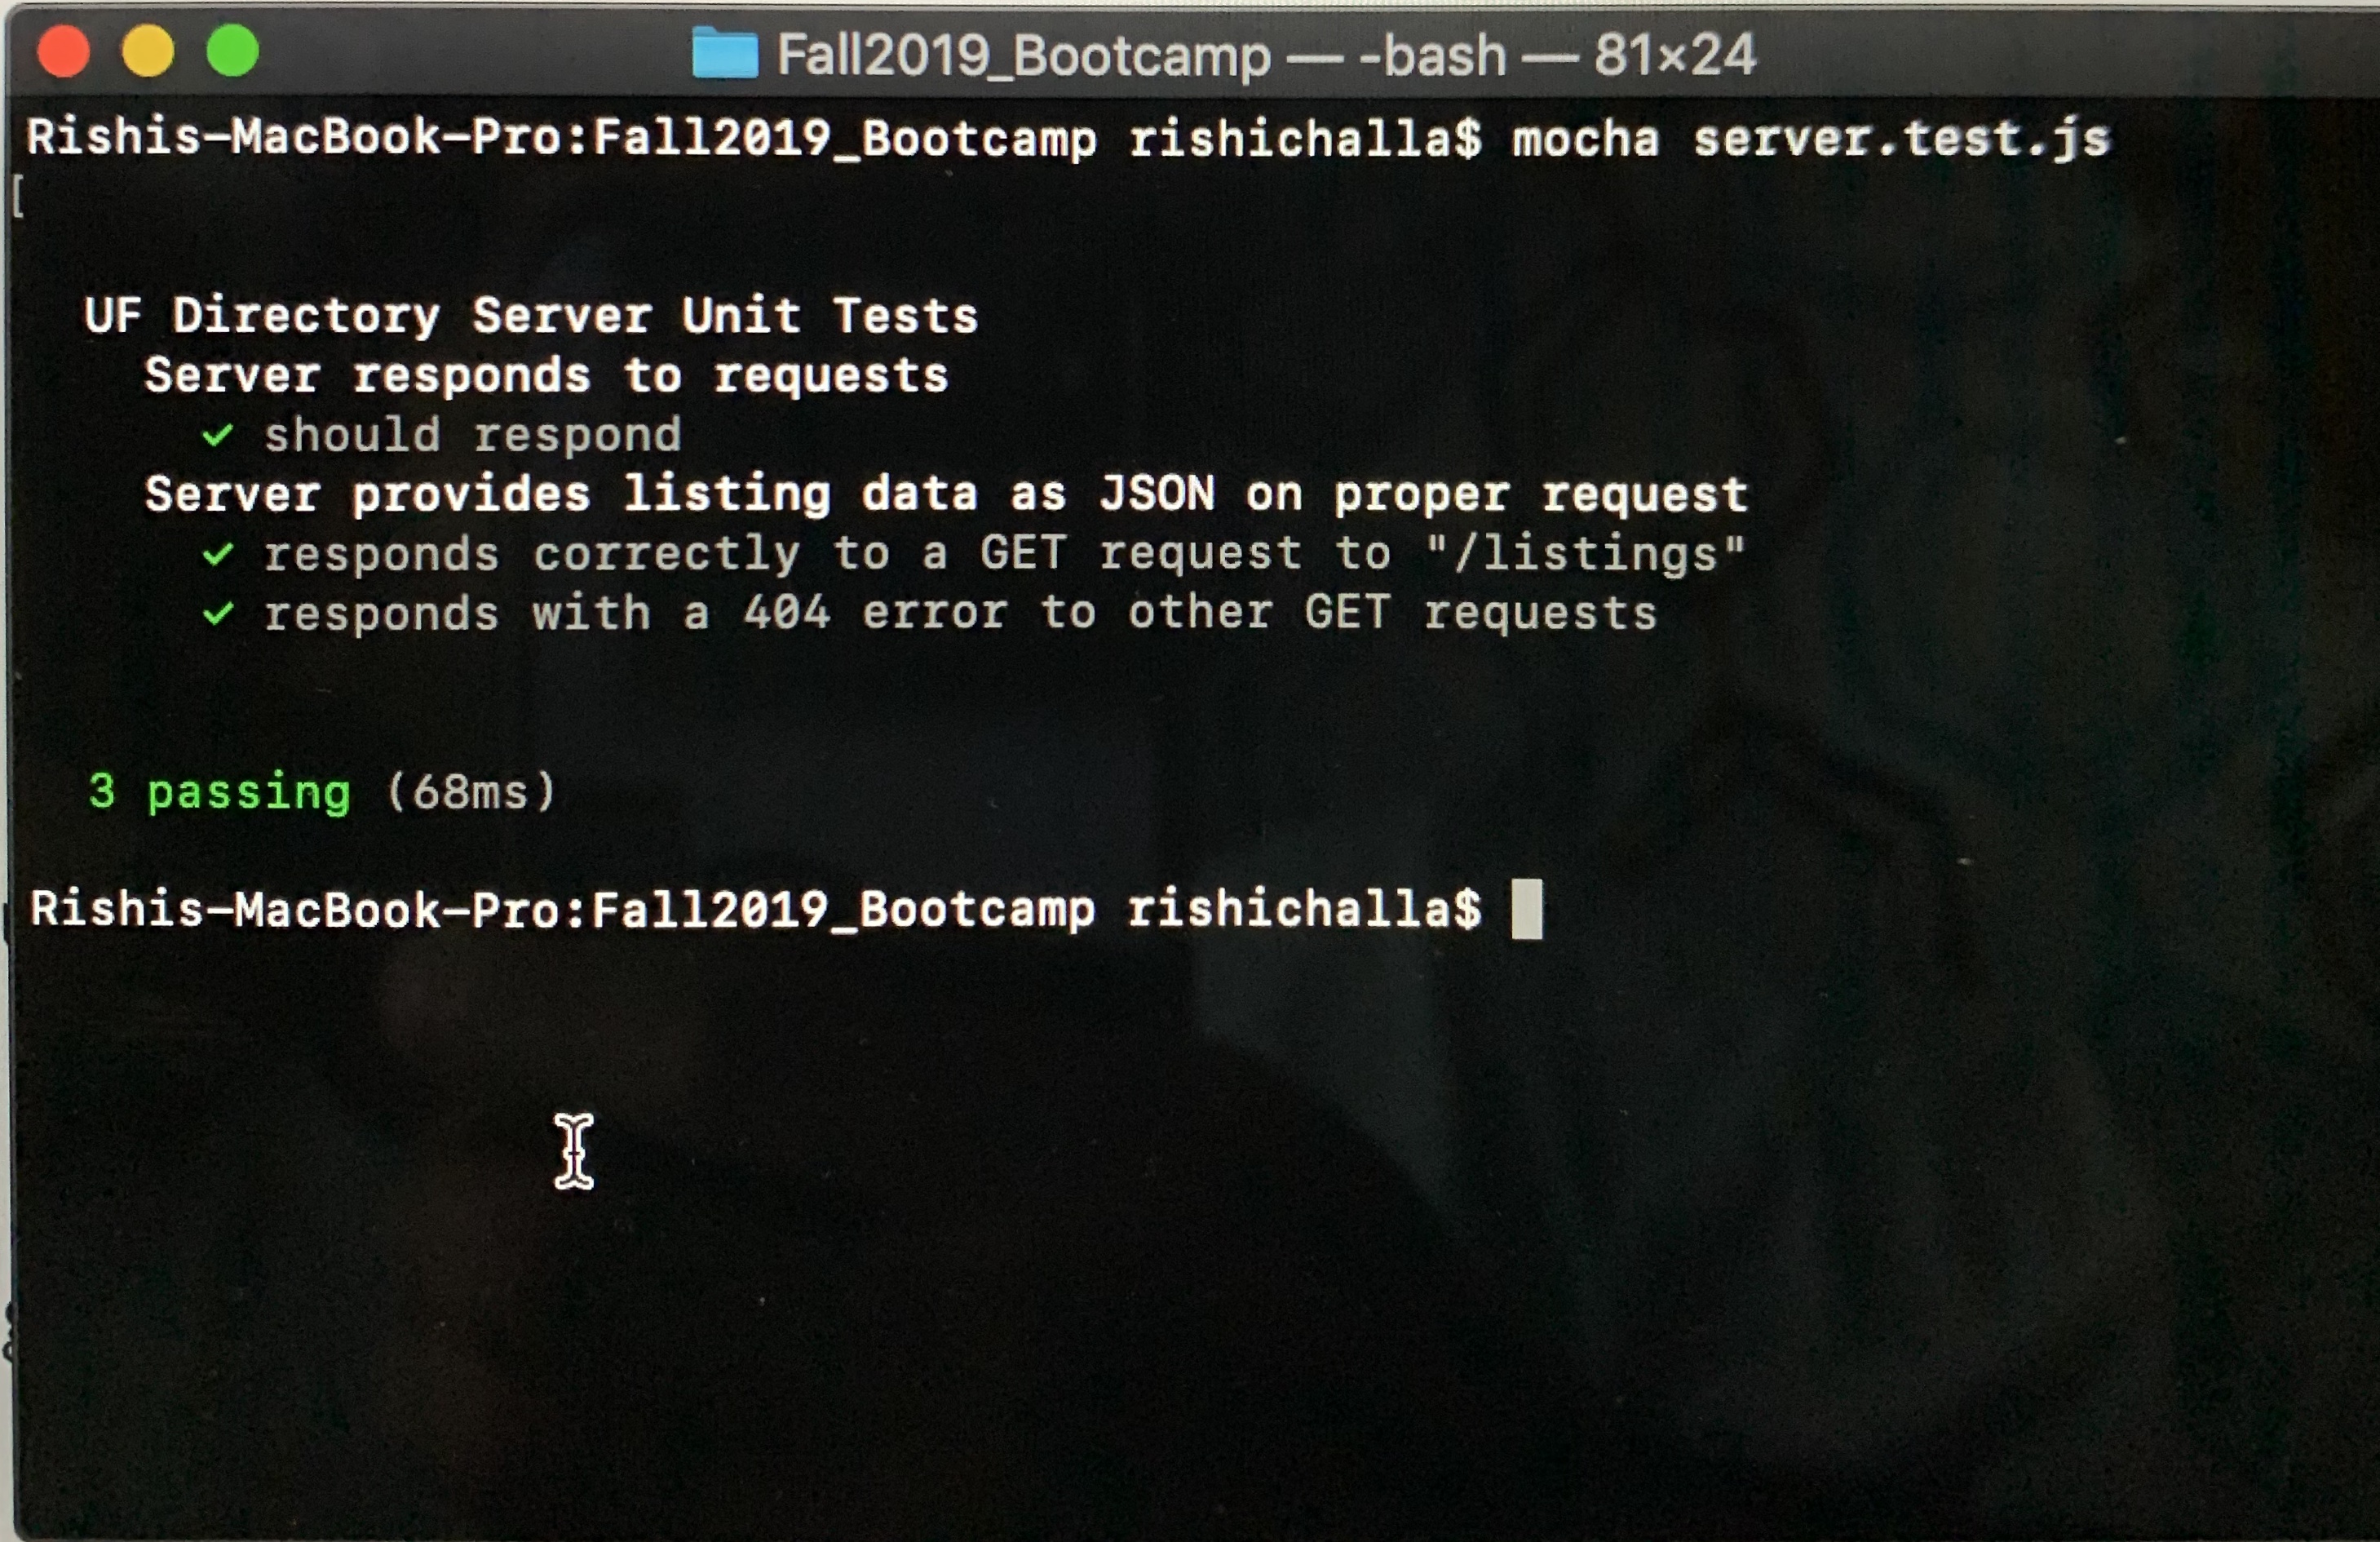 Fall2019_Bootcamp — -bash — 81×24
Rishis-MacBook-Pro:Fall2019_Bootcamp rishichalla$ mocha server.test.js
[
UF Directory Server Unit Tests
Server responds to requests
✓ should respond
Server provides listing data as JSON on proper request
✓ responds correctly to a GET request to "/listings"
✓ responds with a 404 error to other GET requests
3 passing (68ms)
Rishis-MacBook-Pro:Fall2019_Bootcamp rishichalla$